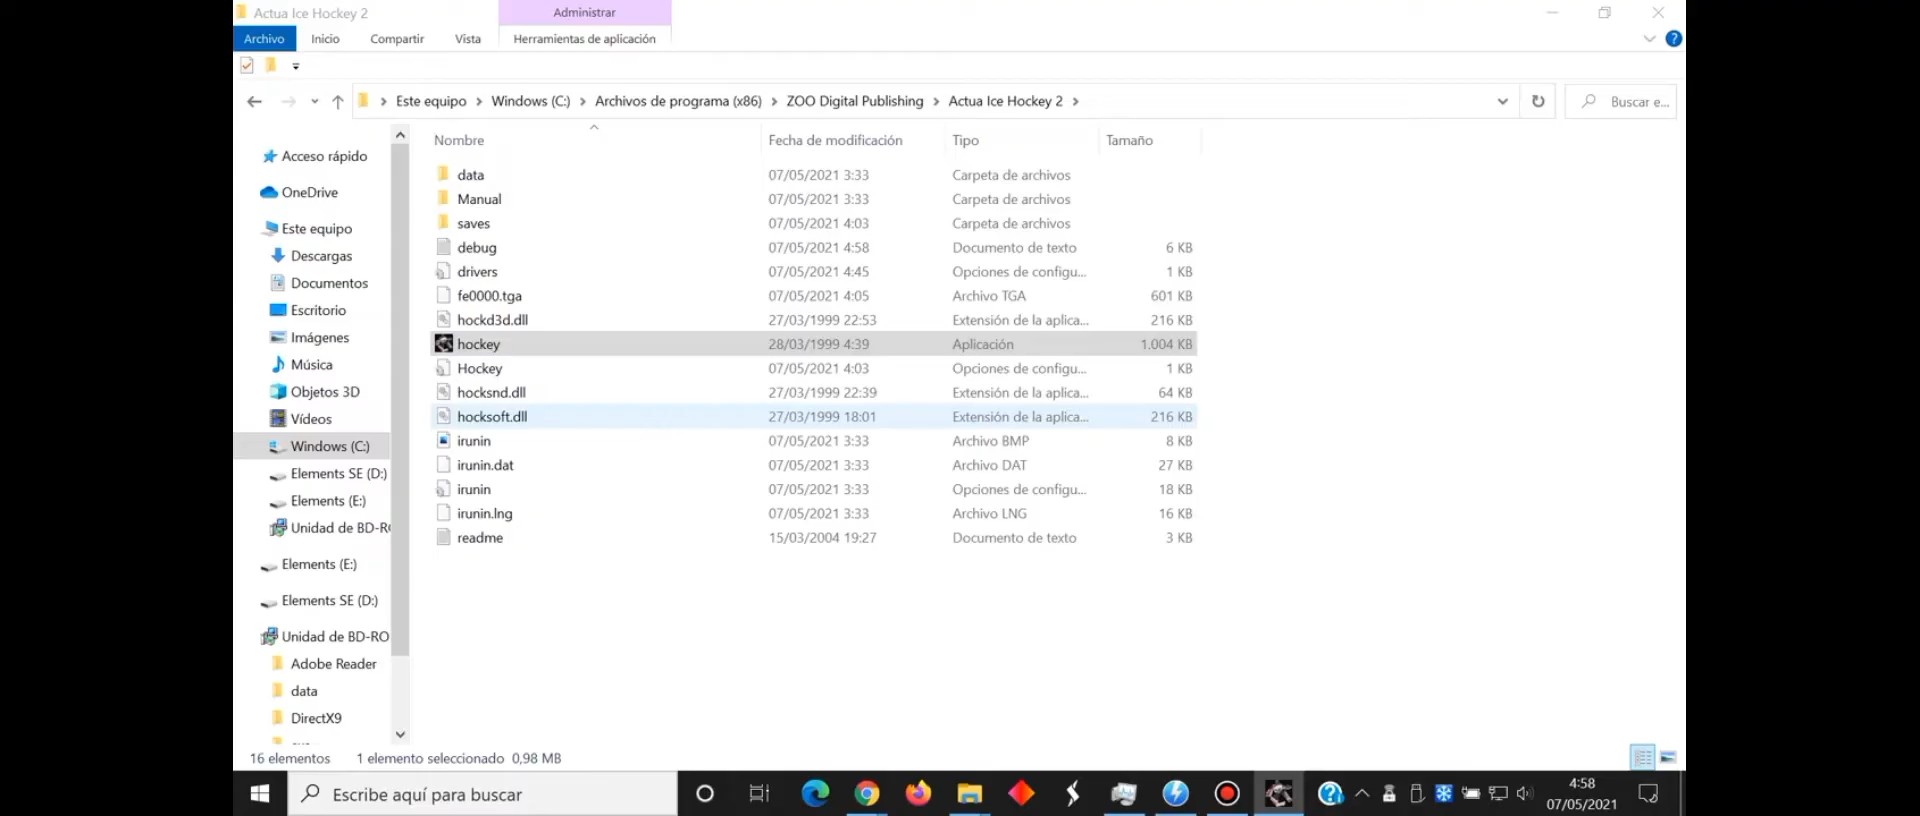 Actua Ice Hockey 2
Administrar
Archivo Inicio Compartir Vista Herramientas de aplicación
Este equipo Windows (C:) Archivos de programa (x86) ZOO Digital Publishing Actua Ice Hockey 2 Buscar e...
Acceso rápido
OneDrive
Este equipo
Descargas
Documentos
Escritorio
Imágenes
Música
Objetos 3D
Vídeos
Windows (C:)
Elements SE (D:)
Elements (E:)
Unidad de BD-R
Elements (E:)
Elements SE (D:)
Unidad de BD-RO
Adobe Reader
data
DirectX9
Nombre Fecha de modificación Tipo Tamaño
data 07/05/2021 3:33 Carpeta de archivos
Manual 07/05/2021 3:33 Carpeta de archivos
saves 07/05/2021 4:03 Carpeta de archivos
debug 07/05/2021 4:58 Documento de texto 6 KB
drivers 07/05/2021 4:45 Opciones de configu... 1 KB
fe0000.tga 07/05/2021 4:05 Archivo TGA 601 KB
hockd3d.dll 27/03/1999 22:53 Extensión de la aplica... 216 KB
hockey 28/03/1999 4:39 Aplicación 1.004 KB
Hockey 07/05/2021 4:03 Opciones de configu... 1 KB
hocksnd.dll 27/03/1999 22:39 Extensión de la aplica... 64 KB
hocksoft.dll 27/03/1999 18:01 Extensión de la aplica... 216 KB
irunin 07/05/2021 3:33 Archivo BMP 8 KB
irunin.dat 07/05/2021 3:33 Archivo DAT 27 KB
irunin 07/05/2021 3:33 Opciones de configu... 18 KB
irunin.lng 07/05/2021 3:33 Archivo LNG 16 KB
readme 15/03/2004 19:27 Documento de texto 3 KB
16 elementos 1 elemento seleccionado 0,98 MB
Escribe aquí para buscar
4:58
07/05/2021